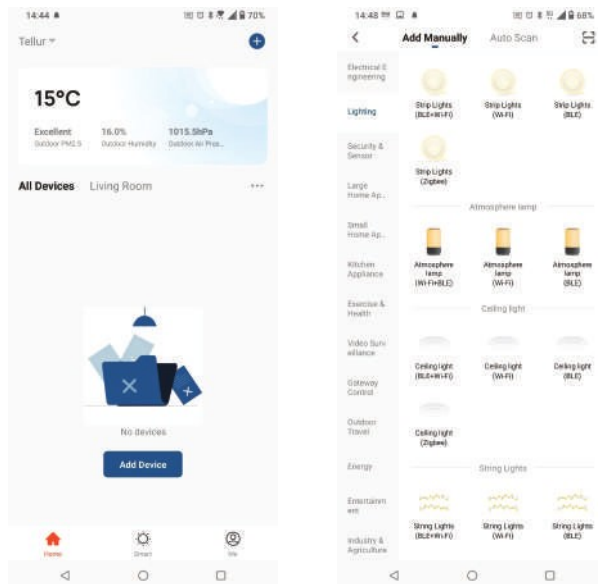 14:44
70%
Tellur
15°C
Excellent 16.0% 1015.5hPa
Outdoor PM2.5 Outdoor Humidity Outdoor Air Pres...
All Devices Living Room
No devices
Add Device
Home Smart Me
14:48
68%
Add Manually Auto Scan
Electrical E
ngineering
Lighting
Security &
Sensor
Large
Home Ap...
Small
Home Ap...
Kitchen
Appliance
Exercise &
Health
Video Surv
eillance
Gateway
Control
Outdoor
Travel
Energy
Entertainm
ent
Industry &
Agriculture
Strip Lights Strip Lights Strip Lights
(BLE+Wi-Fi) (Wi-Fi) (BLE)
Strip Lights
(Zigbee)
Atmosphere lamp
Atmosphere Atmosphere Atmosphere
lamp lamp lamp
(Wi-Fi+BLE) (Wi-Fi) (BLE)
Ceiling light
Ceiling light Ceiling light Ceiling light
(BLE+Wi-Fi) (Wi-Fi) (BLE)
Ceiling light
(Zigbee)
String Lights
String Lights String Lights String Lights
(BLE+Wi-Fi) (Wi-Fi) (BLE)